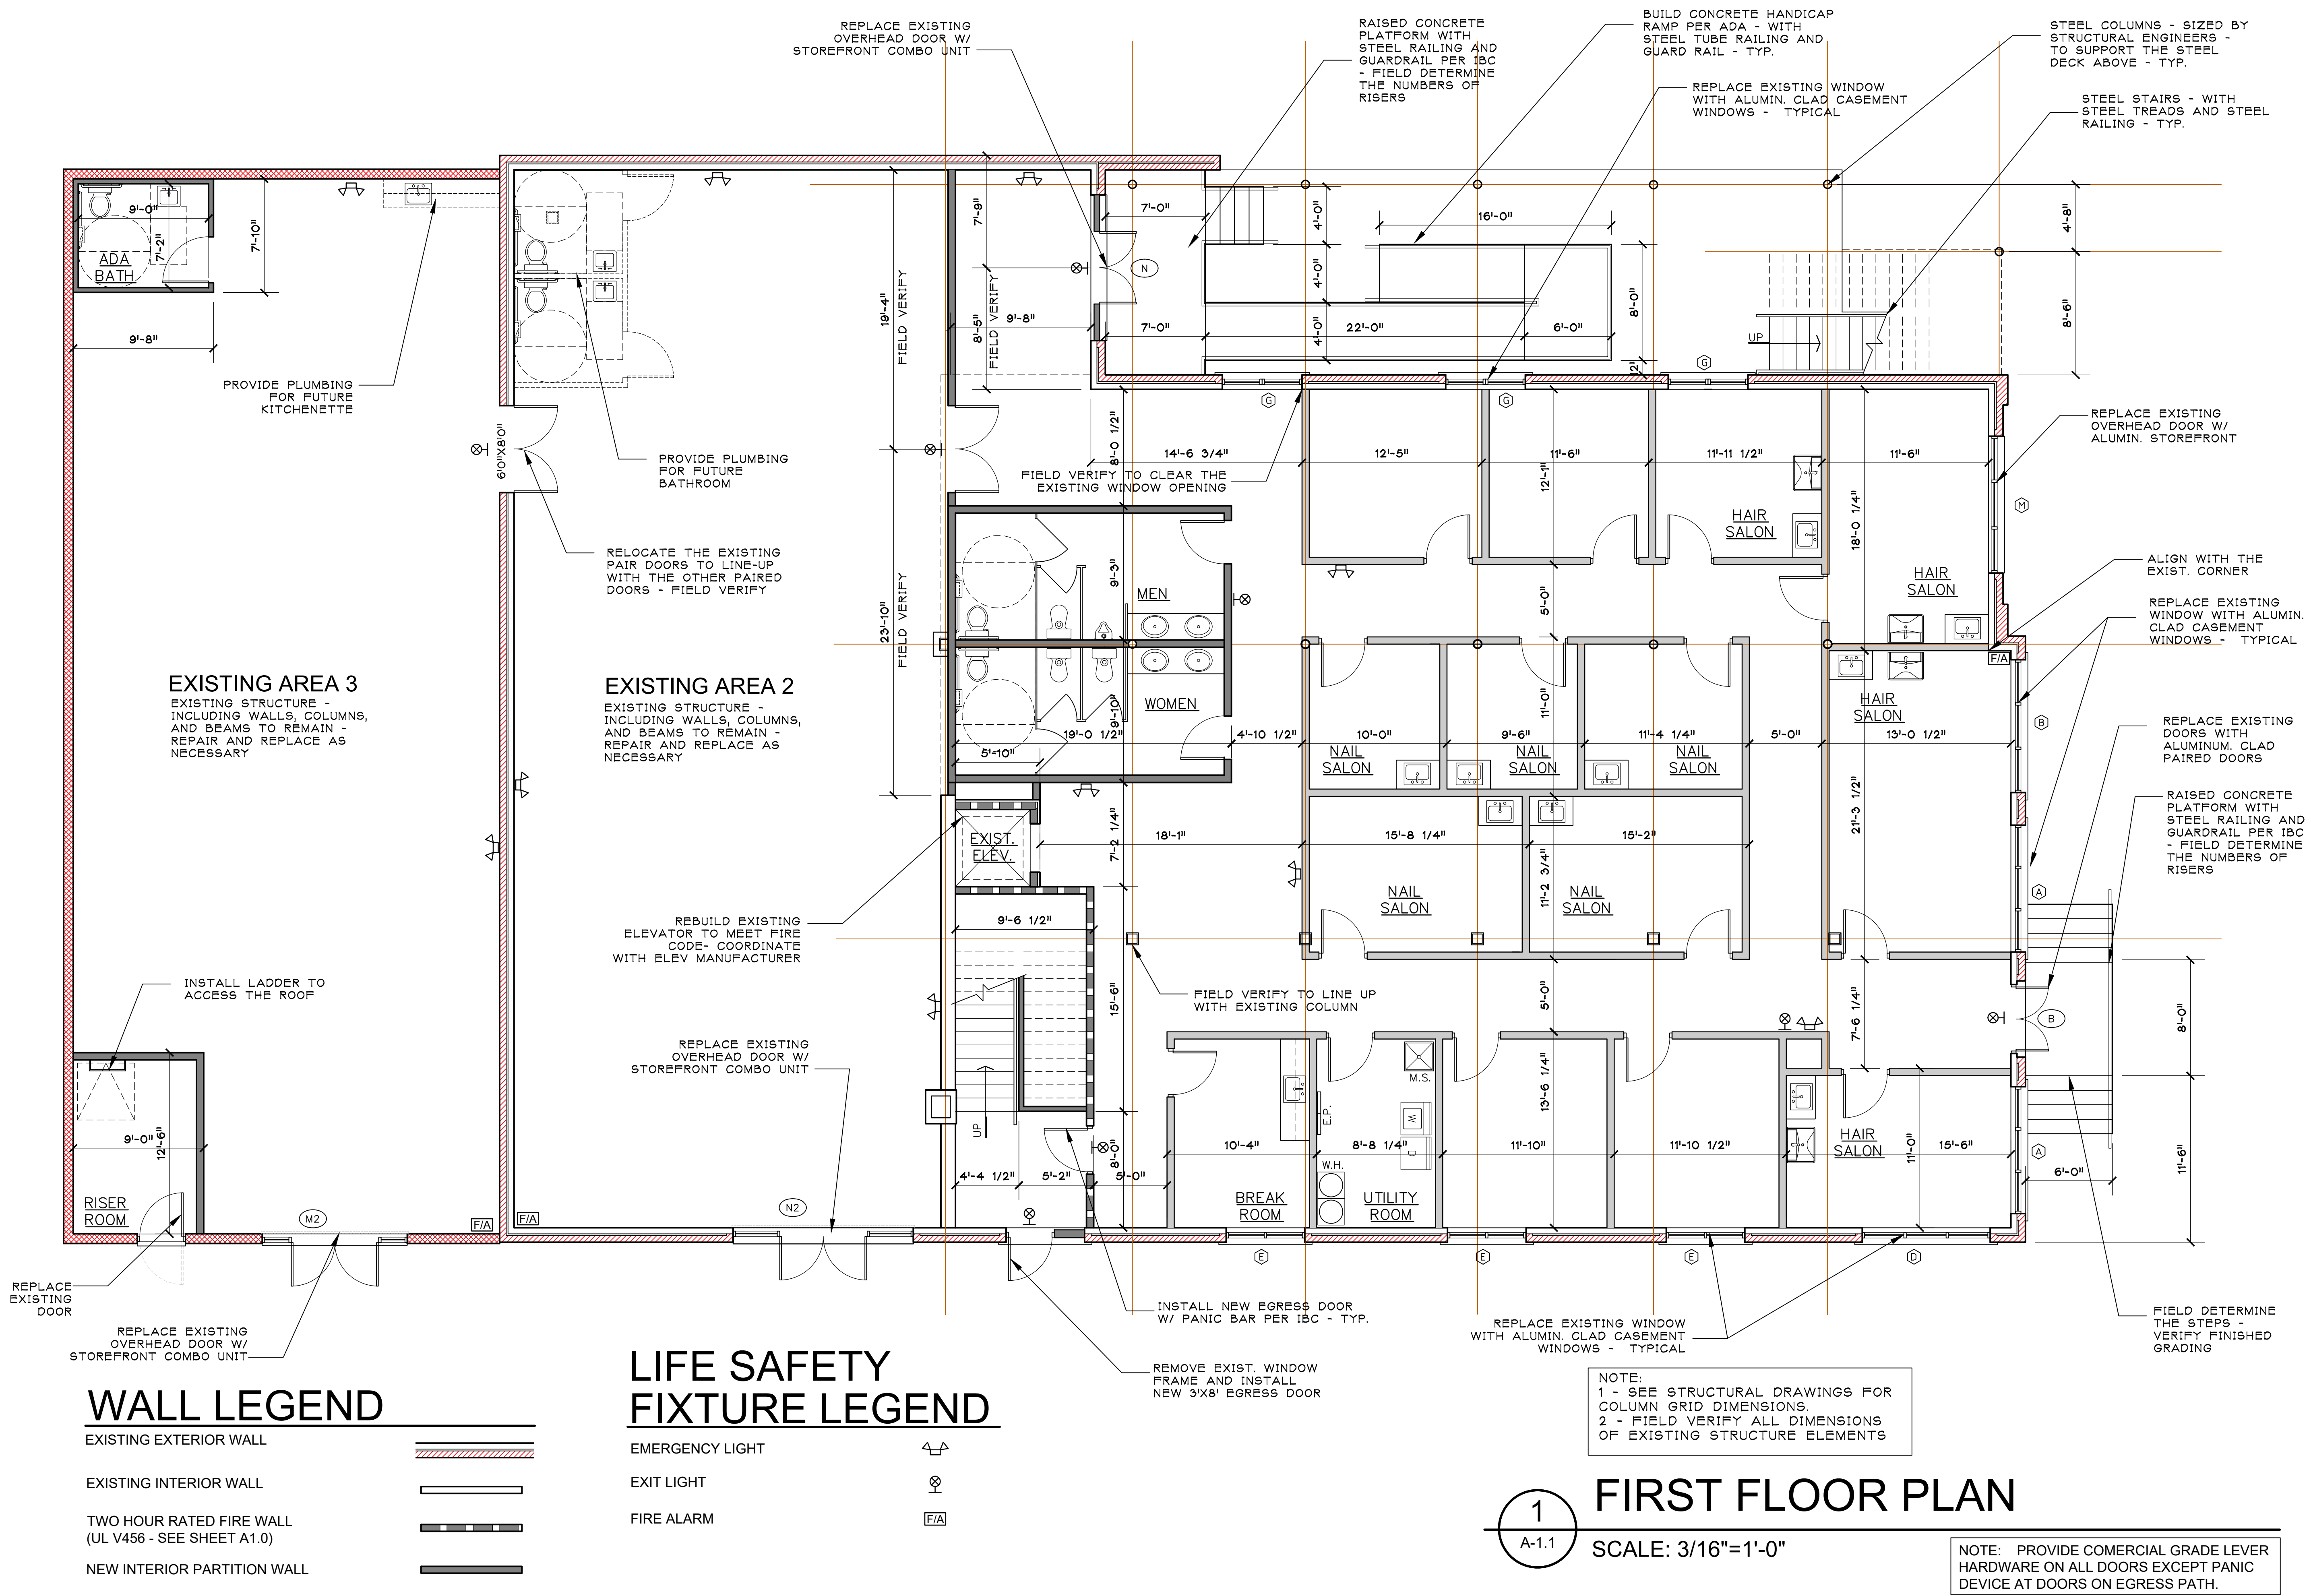 REPLACE EXISTING
OVERHEAD DOOR W/
STOREFRONT COMBO UNIT
RAISED CONCRETE
PLATFORM WITH
STEEL RAILING AND
GUARDRAIL PER IBC
- FIELD DETERMINE
THE NUMBERS OF
RISERS
BUILD CONCRETE HANDICAP
RAMP PER ADA - WITH
STEEL TUBE RAILING AND
GUARD RAIL - TYP.
REPLACE EXISTING WINDOW
WITH ALUMIN. CLAD CASEMENT
WINDOWS - TYPICAL
STEEL COLUMNS - SIZED BY
STRUCTURAL ENGINEERS -
TO SUPPORT THE STEEL
DECK ABOVE - TYP.
STEEL STAIRS - WITH
STEEL TREADS AND STEEL
RAILING - TYP.
9'-0"
7'-2"
7'-10"
ADA
BATH
9'-8"
PROVIDE PLUMBING
FOR FUTURE
KITCHENETTE
6'0"X8'0"
PROVIDE PLUMBING
FOR FUTURE
BATHROOM
RELOCATE THE EXISTING
PAIR DOORS TO LINE-UP
WITH THE OTHER PAIRED
DOORS - FIELD VERIFY
19'-4"
FIELD VERIFY
23'-10"
FIELD VERIFY
7'-9"
8'-5"
FIELD VERIFY
9'-8"
N
7'-0"
7'-0"
4'-0"
4'-0"
4'-0"
16'-0"
22'-0"
6'-0"
8'-0"
12"
UP
4'-8"
8'-6"
G
G
G
8'-0 1/2"
14'-6 3/4"
12'-5"
12'-1"
11'-6"
11'-11 1/2"
11'-6"
18'-0 1/4"
FIELD VERIFY TO CLEAR THE
EXISTING WINDOW OPENING
HAIR
SALON
HAIR
SALON
M
REPLACE EXISTING
OVERHEAD DOOR W/
ALUMIN. STOREFRONT
ALIGN WITH THE
EXIST. CORNER
REPLACE EXISTING
WINDOW WITH ALUMIN.
CLAD CASEMENT
WINDOWS - TYPICAL
9'-3"
MEN
5'-0"
F/A
EXISTING AREA 3
EXISTING STRUCTURE -
INCLUDING WALLS, COLUMNS,
AND BEAMS TO REMAIN -
REPAIR AND REPLACE AS
NECESSARY
EXISTING AREA 2
EXISTING STRUCTURE -
INCLUDING WALLS, COLUMNS,
AND BEAMS TO REMAIN -
REPAIR AND REPLACE AS
NECESSARY
WOMEN
9'-10"
19'-0 1/2"
5'-10"
4'-10 1/2"
10'-0"
11'-0"
9'-6"
11'-4 1/4"
5'-0"
13'-0 1/2"
NAIL
SALON
NAIL
SALON
NAIL
SALON
HAIR
SALON
B
REPLACE EXISTING
DOORS WITH
ALUMINUM. CLAD
PAIRED DOORS
RAISED CONCRETE
PLATFORM WITH
STEEL RAILING AND
GUARDRAIL PER IBC
- FIELD DETERMINE
THE NUMBERS OF
RISERS
EXIST.
ELEV.
7'-2 1/4"
18'-1"
15'-8 1/4"
15'-2"
21'-3 1/2"
11'-2 3/4"
NAIL
SALON
NAIL
SALON
A
REBUILD EXISTING
ELEVATOR TO MEET FIRE
CODE- COORDINATE
WITH ELEV MANUFACTURER
9'-6 1/2"
15'-6"
FIELD VERIFY TO LINE UP
WITH EXISTING COLUMN
5'-0"
7'-6 1/4"
B
8'-0"
INSTALL LADDER TO
ACCESS THE ROOF
9'-0"
12'-6"
RISER
ROOM
M2
F/A
F/A
N2
REPLACE EXISTING
OVERHEAD DOOR W/
STOREFRONT COMBO UNIT
UP
8'-0"
4'-4 1/2"
5'-2"
5'-0"
10'-4"
E.P.
M.S.
W
D
W.H.
8'-8 1/4"
13'-6 1/4"
11'-10"
11'-10 1/2"
BREAK
ROOM
UTILITY
ROOM
HAIR
SALON
11'-0"
15'-6"
A
6'-0"
11'-6"
E
E
E
D
REPLACE
EXISTING
DOOR
REPLACE EXISTING
OVERHEAD DOOR W/
STOREFRONT COMBO UNIT
INSTALL NEW EGRESS DOOR
W/ PANIC BAR PER IBC - TYP.
REMOVE EXIST. WINDOW
FRAME AND INSTALL
NEW 3'X8' EGRESS DOOR
REPLACE EXISTING WINDOW
WITH ALUMIN. CLAD CASEMENT
WINDOWS - TYPICAL
FIELD DETERMINE
THE STEPS -
VERIFY FINISHED
GRADING
WALL LEGEND
EXISTING EXTERIOR WALL
EXISTING INTERIOR WALL
TWO HOUR RATED FIRE WALL
(UL V456 - SEE SHEET A1.0)
NEW INTERIOR PARTITION WALL
LIFE SAFETY
FIXTURE LEGEND
EMERGENCY LIGHT
EXIT LIGHT
FIRE ALARM
F/A
NOTE:
1 - SEE STRUCTURAL DRAWINGS FOR
COLUMN GRID DIMENSIONS.
2 - FIELD VERIFY ALL DIMENSIONS
OF EXISTING STRUCTURE ELEMENTS
1
A-1.1
FIRST FLOOR PLAN
SCALE: 3/16"=1'-0"
NOTE: PROVIDE COMERCIAL GRADE LEVER
HARDWARE ON ALL DOORS EXCEPT PANIC
DEVICE AT DOORS ON EGRESS PATH.